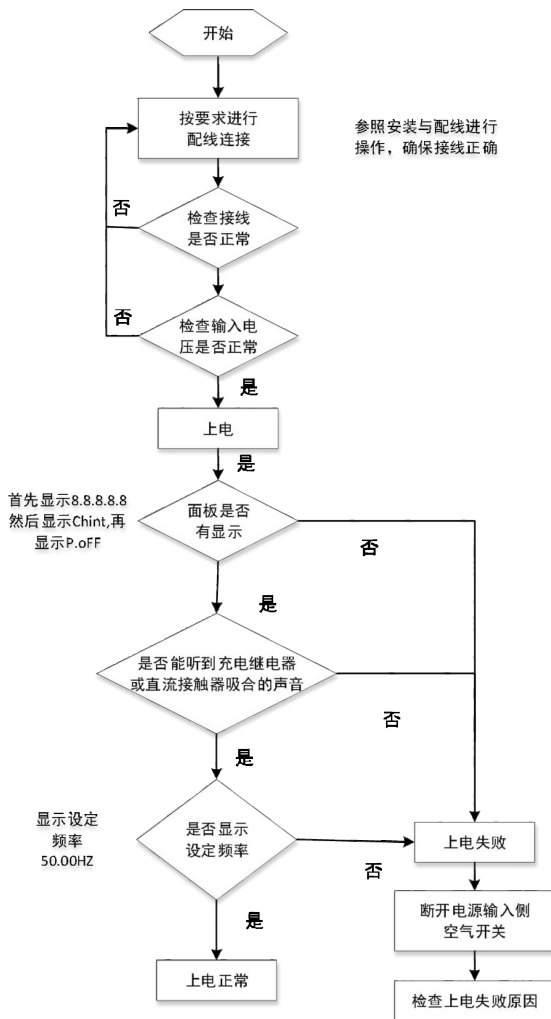 开始
按要求进行
配线连接
参照安装与配线进行
操作，确保接线正确
否
检查接线
是否正常
否
检查输入电
压是否正常
是
上电
是
首先显示8.8.8.8.8
然后显示Chint,再
显示P.oFF
面板是否
有显示
否
是
是否能听到充电继电器
或直流接触器吸合的声音
否
是
显示设定
频率
50.00HZ
是否显示
设定频率
上电失败
否
断开电源输入侧
空气开关
是
上电正常
检查上电失败原因